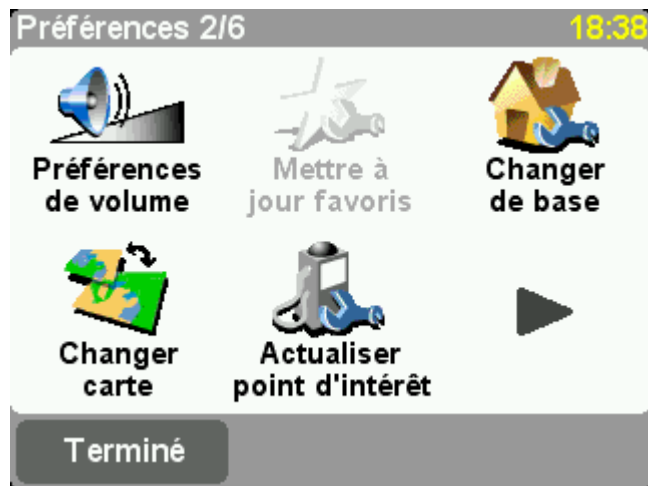 Préférences 2/6 18:38
Préférences
de volume
Mettre à
jour favoris
Changer
de base
Changer
carte
Actualiser
point d'intérêt
Terminé